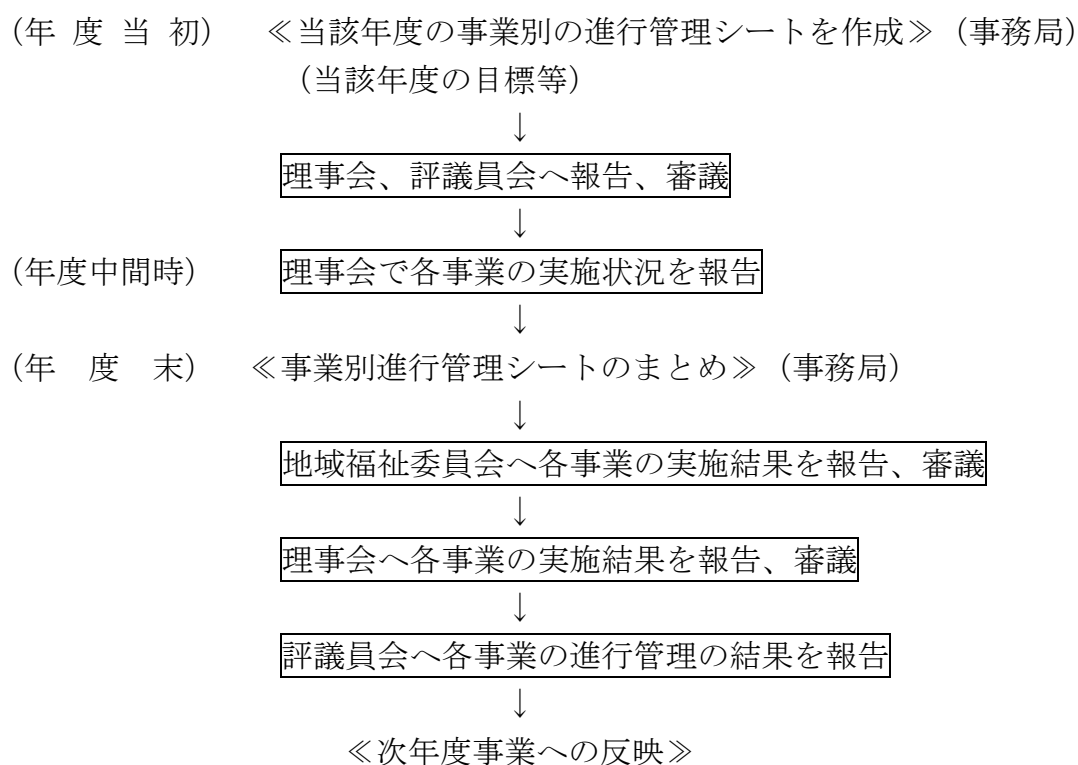 (年 度 当 初)　≪当該年度の事業別の進行管理シートを作成≫（事務局）
（当該年度の目標等）
↓
理事会、評議員会へ報告、審議
↓
(年度中間時)　理事会で各事業の実施状況を報告
↓
(年　度　末)　≪事業別進行管理シートのまとめ≫（事務局）
↓
地域福祉委員会へ各事業の実施結果を報告、審議
↓
理事会へ各事業の実施結果を報告、審議
↓
評議員会へ各事業の進行管理の結果を報告
↓
≪次年度事業への反映≫